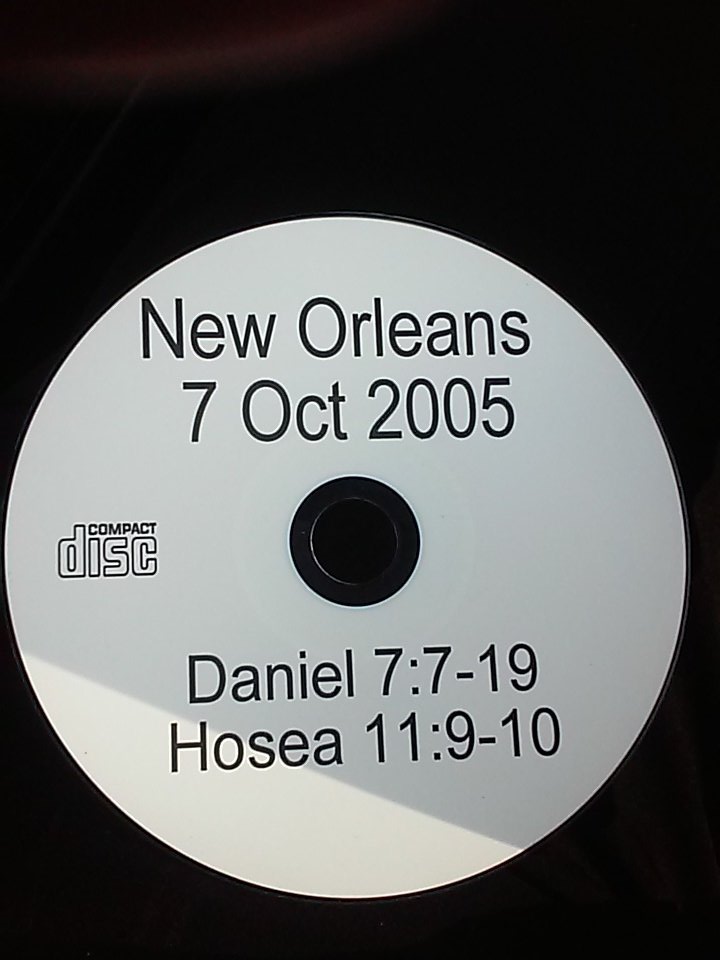 New Orleans
7 Oct 2005
COMPACT
disc
Daniel 7:7-19
Hosea 11:9-10